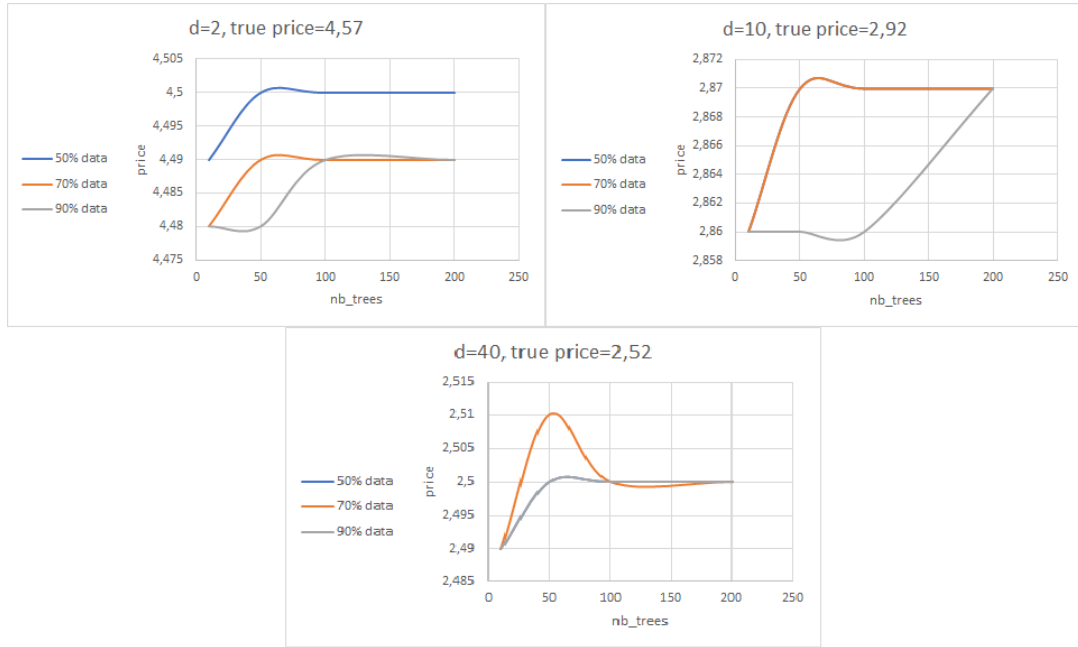 d=2, true price=4,57
4,505
4,5
4,495
4,49
4,485
4,48
4,475
price
0 50 100 150 200 250
nb_trees
50% data
70% data
90% data
d=10, true price=2,92
2,872
2,87
2,868
2,866
2,864
2,862
2,86
2,858
price
0 50 100 150 200 250
nb_trees
50% data
70% data
90% data
d=40, true price=2,52
2,515
2,51
2,505
2,5
2,495
2,49
2,485
price
0 50 100 150 200 250
nb_trees
50% data
70% data
90% data